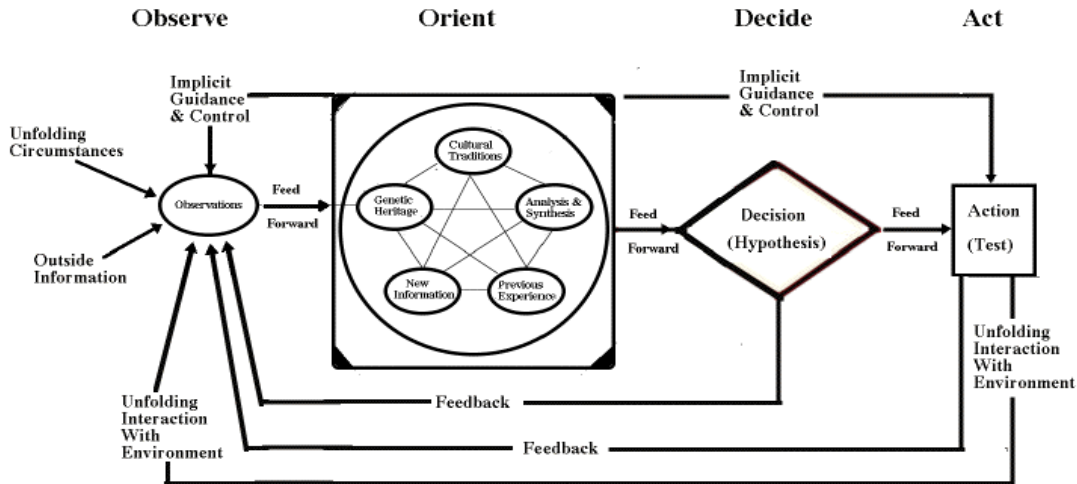 Observe
Orient
Decide
Act
Implicit
Guidance
& Control
Unfolding
Circumstances
Observations
Outside
Information
Feed
Forward
Cultural
Traditions
Genetic
Heritage
Analysis &
Synthesis
New
Information
Previous
Experience
Feed
Forward
Implicit
Guidance
& Control
Decision
(Hypothesis)
Feed
Forward
Action
(Test)
Unfolding
Interaction
With
Environment
Feedback
Feedback
Unfolding
Interaction
With
Environment